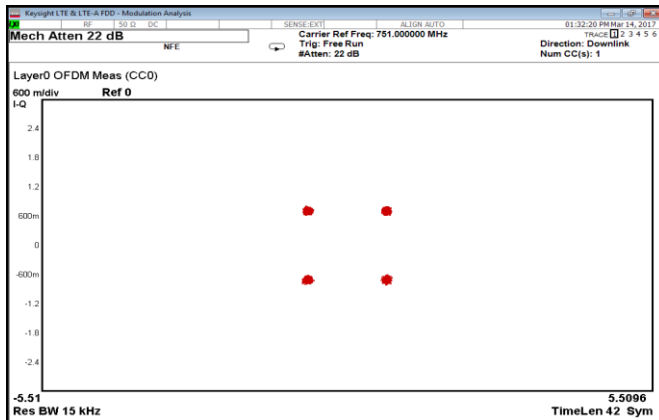 Keysight LTE & LTE-A FDD - Modulation Analysis
RF 50 Ω DC SENSE:EXT ALIGN AUTO 01:32:20 PM Mar 14, 2017
Mech Atten 22 dB
NFE
Carrier Ref Freq: 751.000000 MHz
Trig: Free Run
#Atten: 22 dB
TRACE 1 2 3 4 5 6
Direction: Downlink
Num CC(s): 1
Layer0 OFDM Meas (CC0)
600 m/div Ref 0
I-Q
2.4
1.8
1.2
600m
0
-600m
-1.2
-1.8
-2.4
-5.51 5.5096
Res BW 15 kHz TimeLen 42 Sym